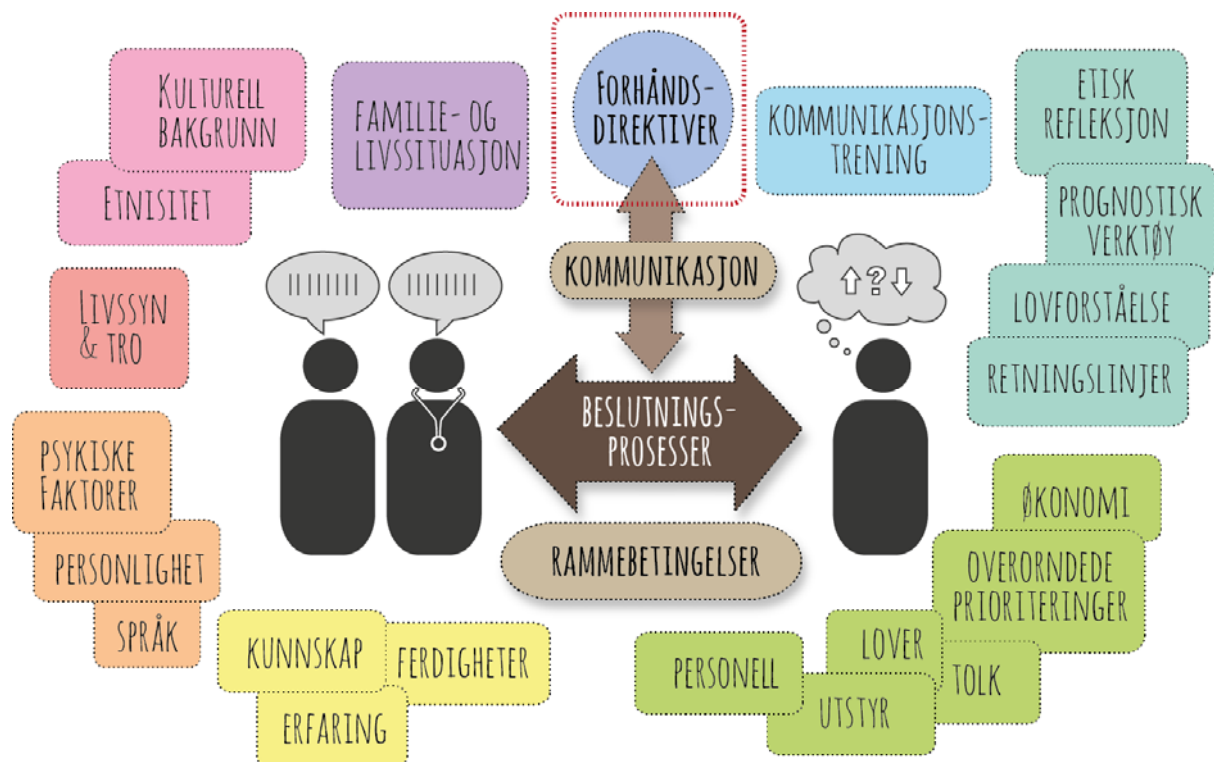 Kulturell
bakgrunn
Etnisitet
Familie- og
livssituasjon
Forhånds-
direktiver
kommunikasjons-
trening
etisk
refleksjon
prognostisk
verktøy
lovforståelse
retningslinjer
kommunikasjon
Livssyn
& tro
?
beslutnings-
prosesser
rammebetingelser
psykiske
faktorer
personlighet
språk
kunnskap
ferdigheter
erfaring
økonomi
overorndede
prioriteringer
lover
tolk
personell
utstyr